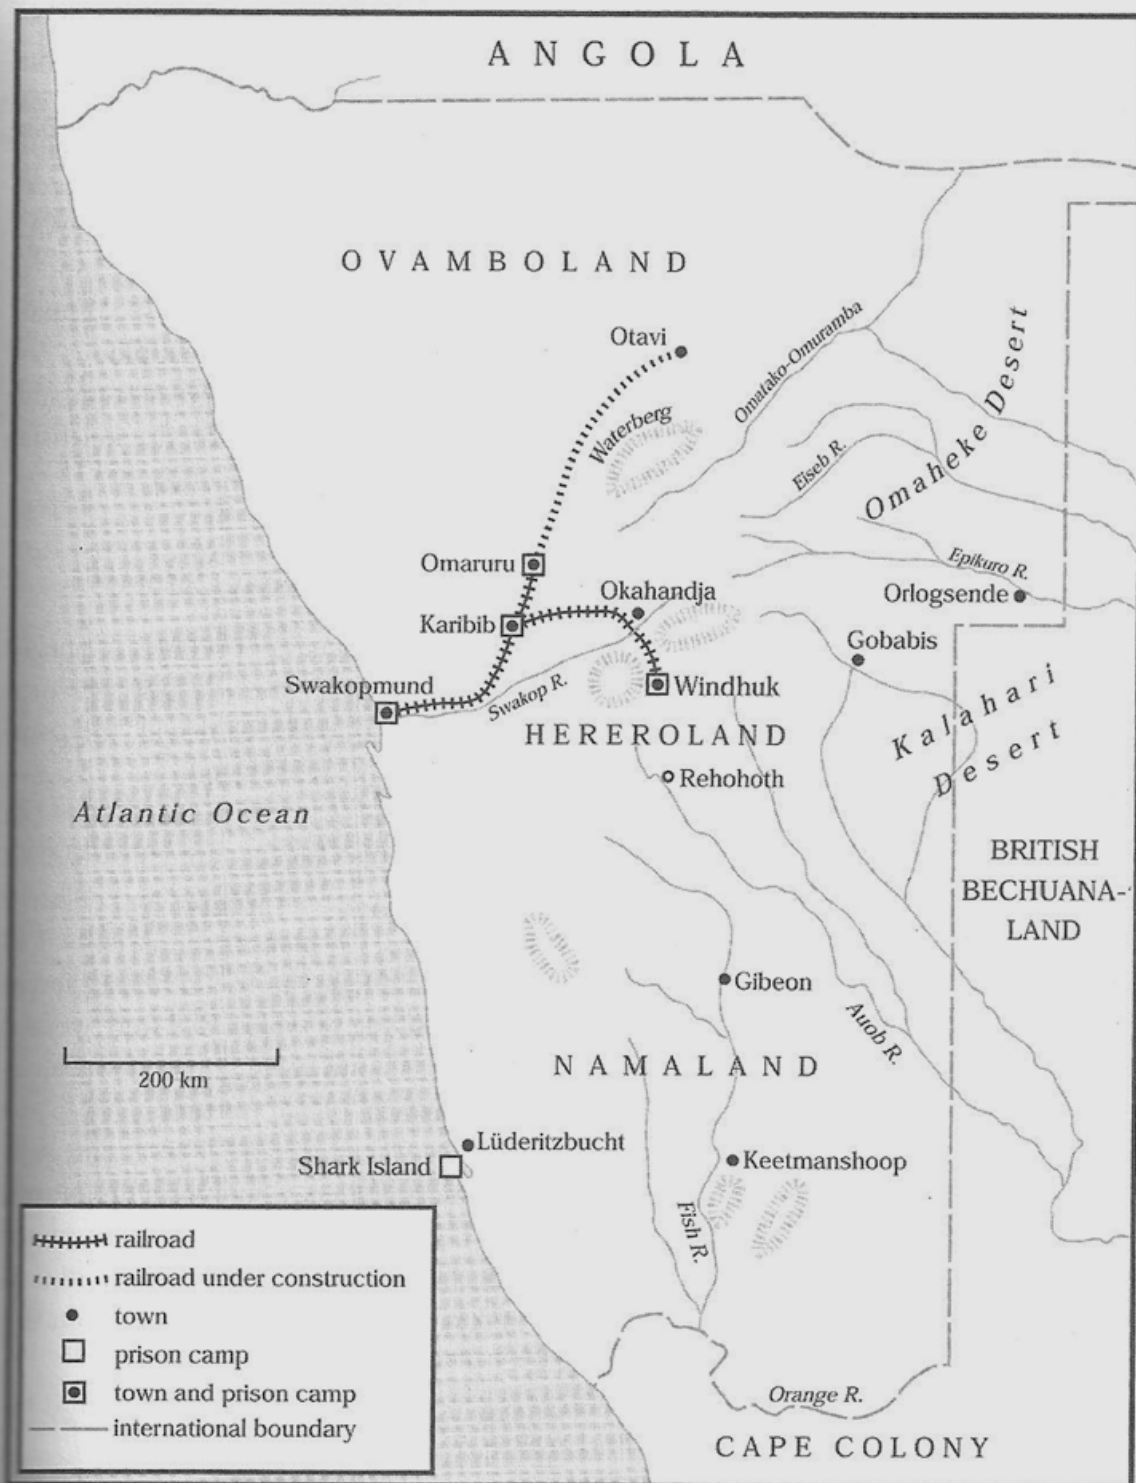 ANGOLA
OVAMBOLAND
Otavi
Omatako-Omuramba
Waterberg
Eiseb R.
Omaheke Desert
Omaruru
Epikuro R.
Okahandja
Orlogsende
Karibib
Gobabis
Swakopmund
Swakop R.
Windhuk
HEREROLAND
Kalahari
Desert
Rehohoth
Atlantic Ocean
BRITISH
BECHUANA-
LAND
Gibeon
Auob R.
NAMALAND
200 km
Lüderitzbucht
Shark Island
Keetmanshoop
Fish R.
railroad
railroad under construction
town
prison camp
town and prison camp
international boundary
Orange R.
CAPE COLONY